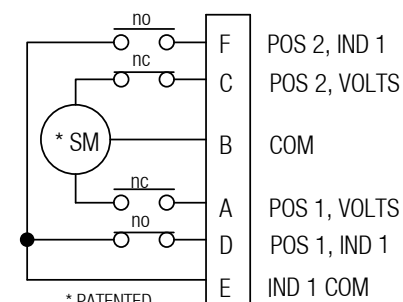 no
F POS 2, IND 1
nc
C POS 2, VOLTS
* SM B COM
nc
A POS 1, VOLTS
no
D POS 1, IND 1
E IND 1 COM
* PATENTED